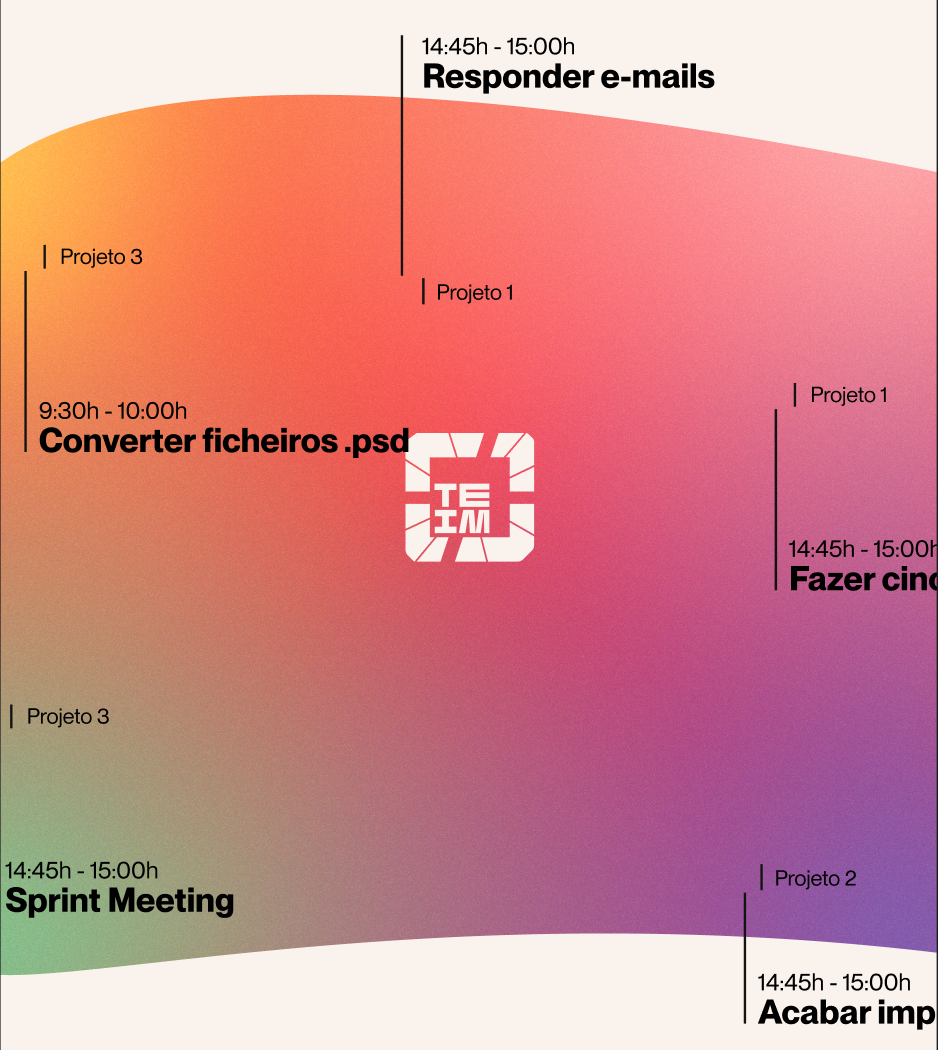 14:45h - 15:00h
Responder e-mails
Projeto 3
Projeto 1
9:30h - 10:00h
Converter ficheiros .psd
Projeto 1
TE
IM
14:45h - 15:00h
Fazer
Projeto 3
14:45h - 15:00h
Sprint Meeting
Projeto 2
14:45h - 15:00h
Acabar